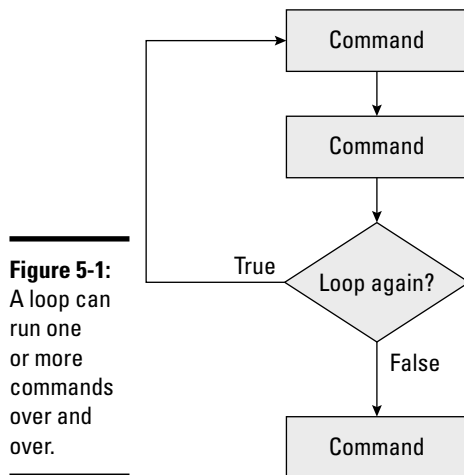 Command
Command
True
Loop again?
False
Command
Figure 5-1:
A loop can
run one
or more
commands
over and
over.